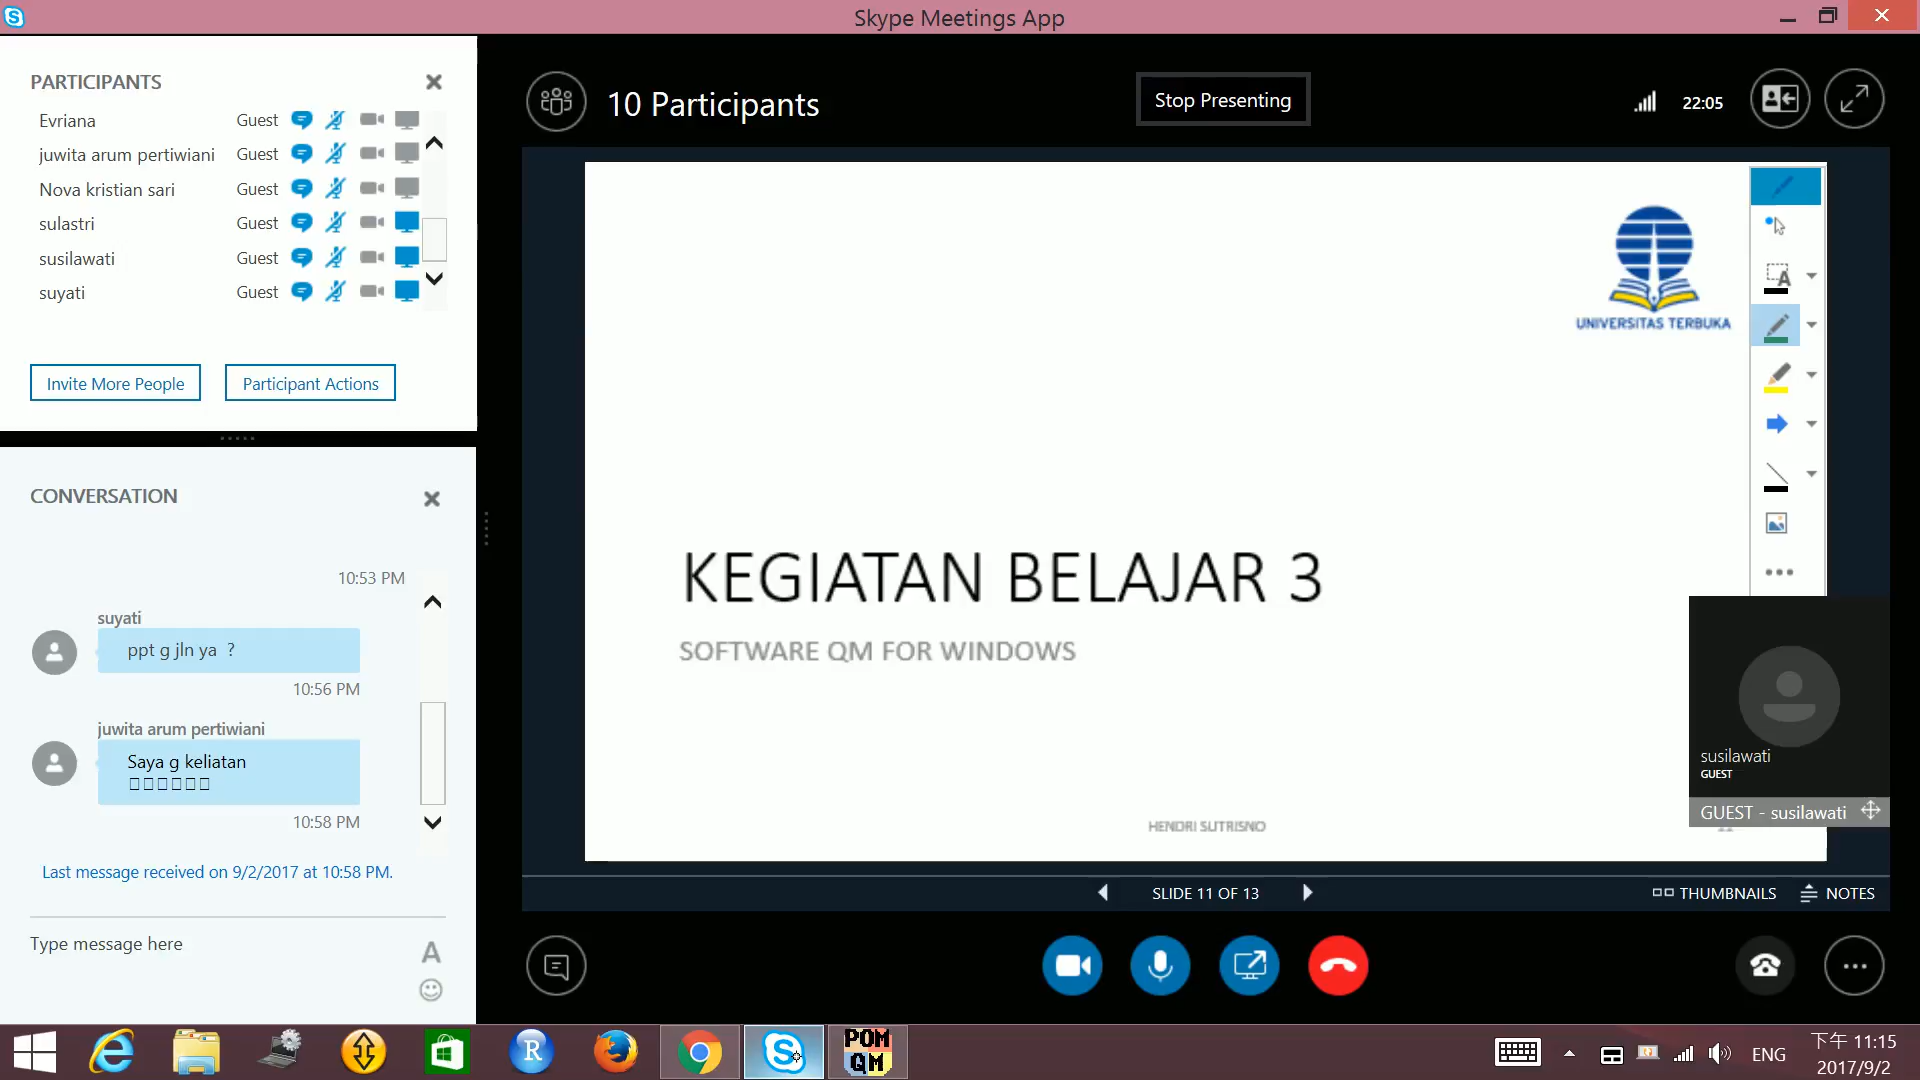 Skype Meetings App
PARTICIPANTS
Evriana Guest
juwita arum pertiwiani Guest
Nova kristian sari Guest
sulastri Guest
susilawati Guest
suyati Guest
Invite More People
Participant Actions
CONVERSATION
10:53 PM
suyati
ppt g jln ya ?
10:56 PM
juwita arum pertiwiani
Saya g keliatan
10:58 PM
Last message received on 9/2/2017 at 10:58 PM.
Type message here
A
10 Participants
Stop Presenting
22:05
UNIVERSITAS TERBUKA
A
KEGIATAN BELAJAR 3
SOFTWARE QM FOR WINDOWS
HENDRI SUTRISNO
susilawati
GUEST
GUEST - susilawati
SLIDE 11 OF 13
THUMBNAILS
NOTES
R
POM
QM
ENG
下午 11:15
2017/9/2